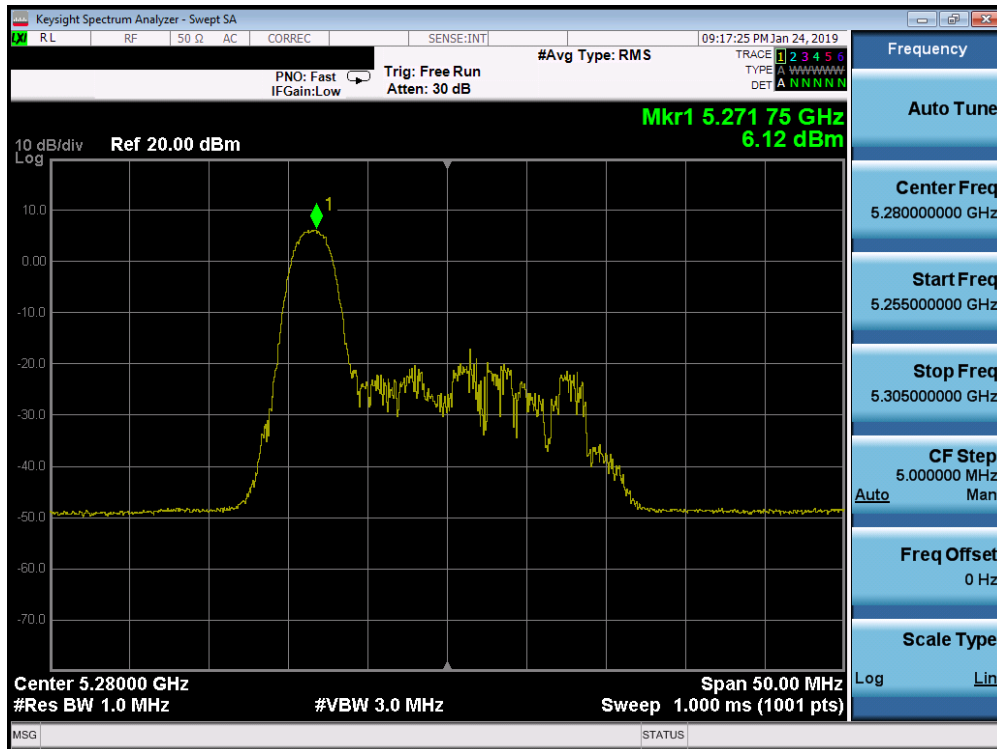 Keysight Spectrum Analyzer - Swept SA
LXI RL RF 50 Ω AC CORREC SENSE:INT 09:17:25 PM Jan 24, 2019
#Avg Type: RMS TRACE 1 2 3 4 5 6
PNO: Fast Trig: Free Run TYPE A WWWWW
IFGain:Low Atten: 30 dB DET A N N N N N
Mkr1 5.271 75 GHz
6.12 dBm
10 dB/div Ref 20.00 dBm
Log
1
10.0
0.00
-10.0
-20.0
-30.0
-40.0
-50.0
-60.0
-70.0
Center 5.28000 GHz Span 50.00 MHz
#Res BW 1.0 MHz #VBW 3.0 MHz Sweep 1.000 ms (1001 pts)
MSG STATUS
Frequency
Auto Tune
Center Freq
5.280000000 GHz
Start Freq
5.255000000 GHz
Stop Freq
5.305000000 GHz
CF Step
5.000000 MHz
Auto Man
Freq Offset
0 Hz
Scale Type
Log Lin